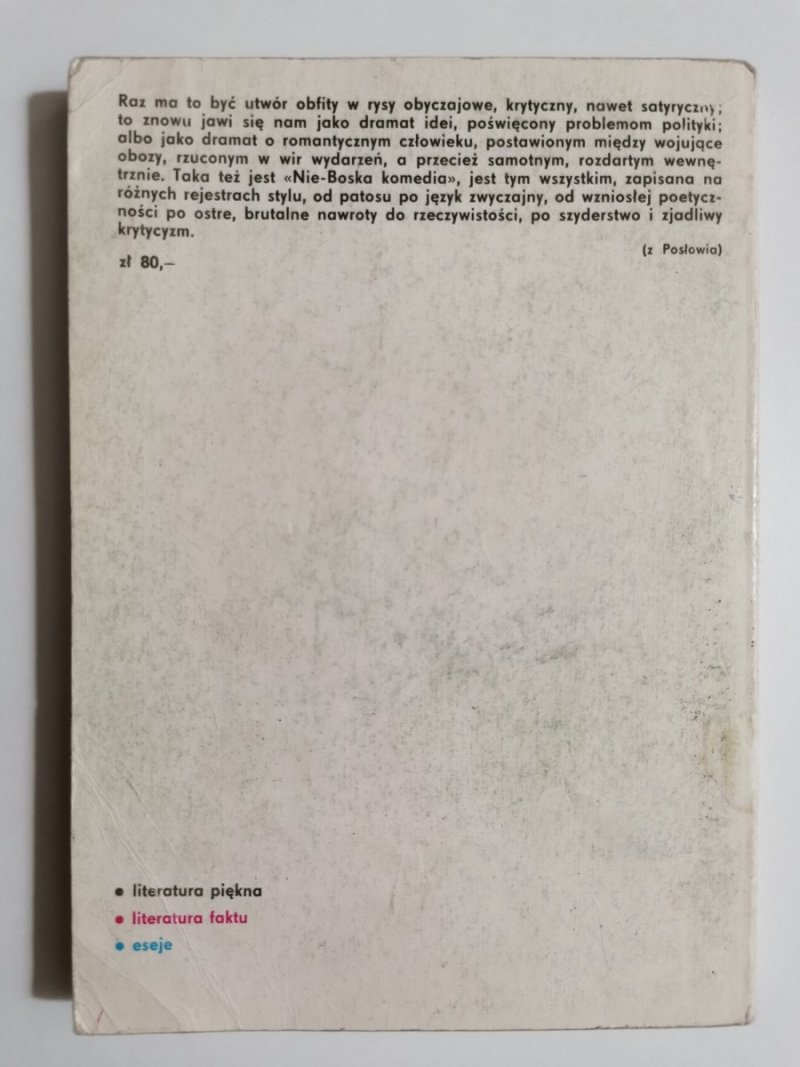 Raz ma to być utwór obfity w rysy obyczajowe, krytyczny, nawet satyryczny;
to znowu jawi się nam jako dramat idei, poświęcony problemom polityki;
albo jako dramat o romantycznym człowieku, postawionym między wojujące
obozy, rzuconym w wir wydarzeń, a przecież samotnym, rozdartym wewnę-
trznie. Taka też jest «Nie-Boska komedia», jest tym wszystkim, zapisana na
różnych rejestrach stylu, od patosu po język zwyczajny, od wzniosłej poetycz-
ności po ostre, brutalne nawroty do rzeczywistości, po szyderstwo i zjadliwy
krytycyzm.
(z Posłowia)
zł 80,—
• literatura piękna
• literatura faktu
• eseje